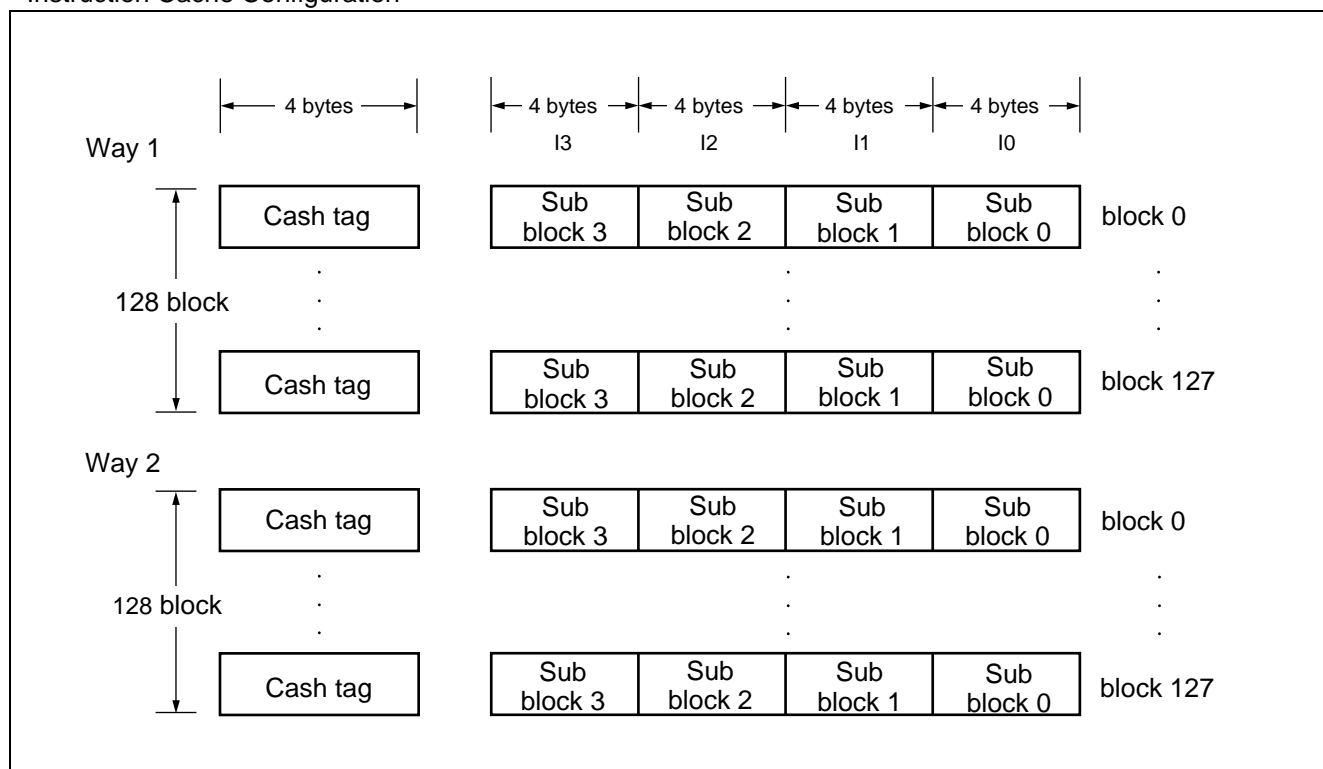 Instruction Cache Configuration
4 bytes 4 bytes 4 bytes 4 bytes 4 bytes
I3 I2 I1 I0
Way 1
Cash tag Sub block 3 Sub block 2 Sub block 1 Sub block 0 block 0
128 block
Cash tag Sub block 3 Sub block 2 Sub block 1 Sub block 0 block 127
Way 2
Cash tag Sub block 3 Sub block 2 Sub block 1 Sub block 0 block 0
128 block
Cash tag Sub block 3 Sub block 2 Sub block 1 Sub block 0 block 127